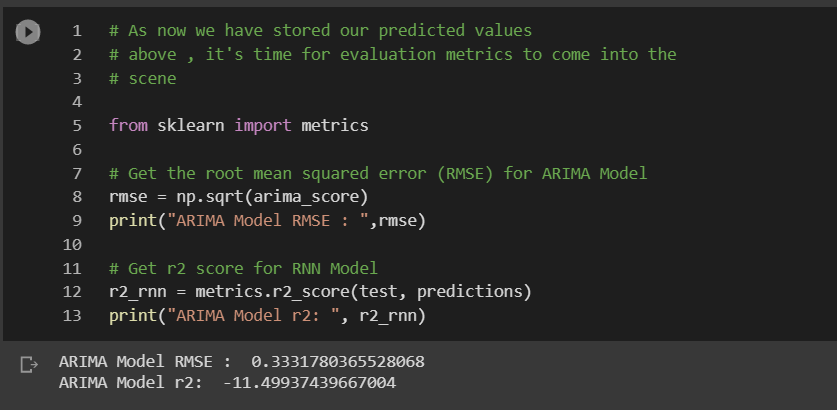 1 # As now we have stored our predicted values
2 # above , it's time for evaluation metrics to come into the
3 # scene
4
5 from sklearn import metrics
6
7 # Get the root mean squared error (RMSE) for ARIMA Model
8 rmse = np.sqrt(arima_score)
9 print("ARIMA Model RMSE : ",rmse)
10
11 # Get r2 score for RNN Model
12 r2_rnn = metrics.r2_score(test, predictions)
13 print("ARIMA Model r2: ", r2_rnn)
ARIMA Model RMSE :  0.3331780365528068
ARIMA Model r2:  -11.49937439667004